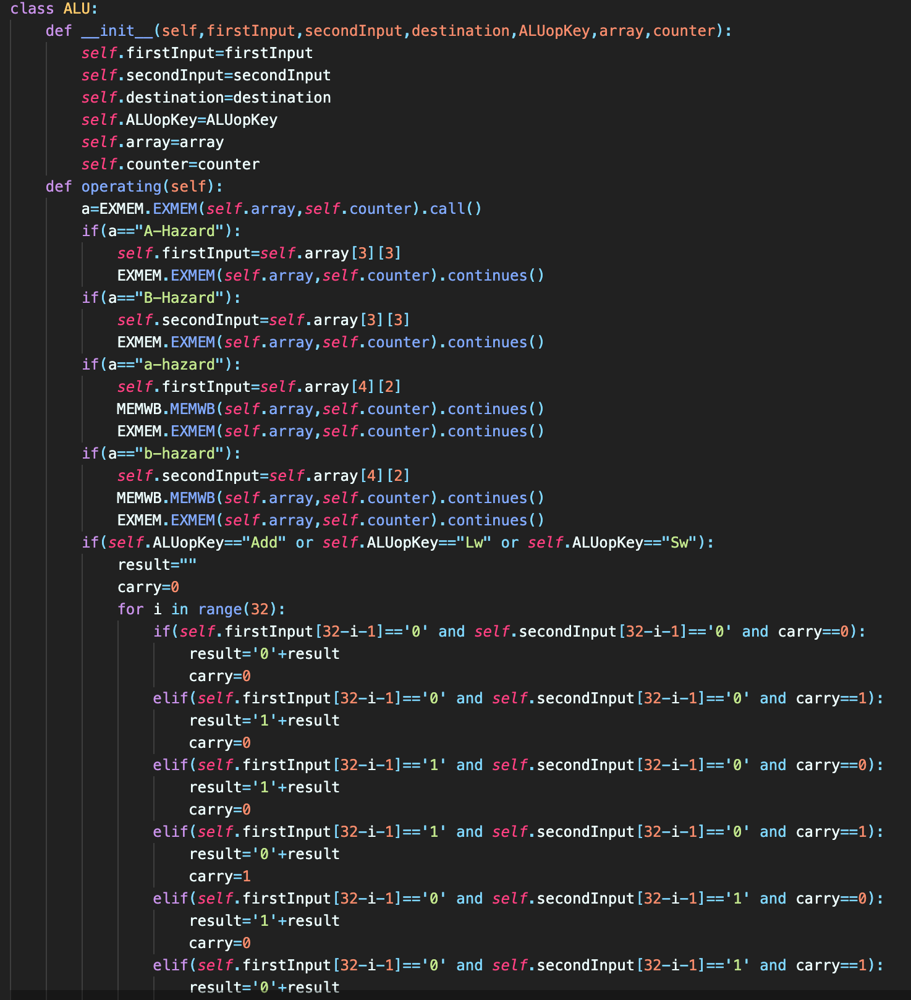 class ALU:
def __init__(self,firstInput,secondInput,destination,ALUopKey,array,counter):
self.firstInput=firstInput
self.secondInput=secondInput
self.destination=destination
self.ALUopKey=ALUopKey
self.array=array
self.counter=counter
def operating(self):
a=EXMEM.EXMEM(self.array,self.counter).call()
if(a=="A-Hazard"):
self.firstInput=self.array[3][3]
EXMEM.EXMEM(self.array,self.counter).continues()
if(a=="B-Hazard"):
self.secondInput=self.array[3][3]
EXMEM.EXMEM(self.array,self.counter).continues()
if(a=="a-hazard"):
self.firstInput=self.array[4][2]
MEMWB.MEMWB(self.array,self.counter).continues()
EXMEM.EXMEM(self.array,self.counter).continues()
if(a=="b-hazard"):
self.secondInput=self.array[4][2]
MEMWB.MEMWB(self.array,self.counter).continues()
EXMEM.EXMEM(self.array,self.counter).continues()
if(self.ALUopKey=="Add" or self.ALUopKey=="Lw" or self.ALUopKey=="Sw"):
result=""
carry=0
for i in range(32):
if(self.firstInput[32-i-1]=='0' and self.secondInput[32-i-1]=='0' and carry==0):
result='0'+result
carry=0
elif(self.firstInput[32-i-1]=='0' and self.secondInput[32-i-1]=='0' and carry==1):
result='1'+result
carry=0
elif(self.firstInput[32-i-1]=='1' and self.secondInput[32-i-1]=='0' and carry==0):
result='1'+result
carry=0
elif(self.firstInput[32-i-1]=='1' and self.secondInput[32-i-1]=='0' and carry==1):
result='0'+result
carry=1
elif(self.firstInput[32-i-1]=='0' and self.secondInput[32-i-1]=='1' and carry==0):
result='1'+result
carry=0
elif(self.firstInput[32-i-1]=='0' and self.secondInput[32-i-1]=='1' and carry==1):
result='0'+result